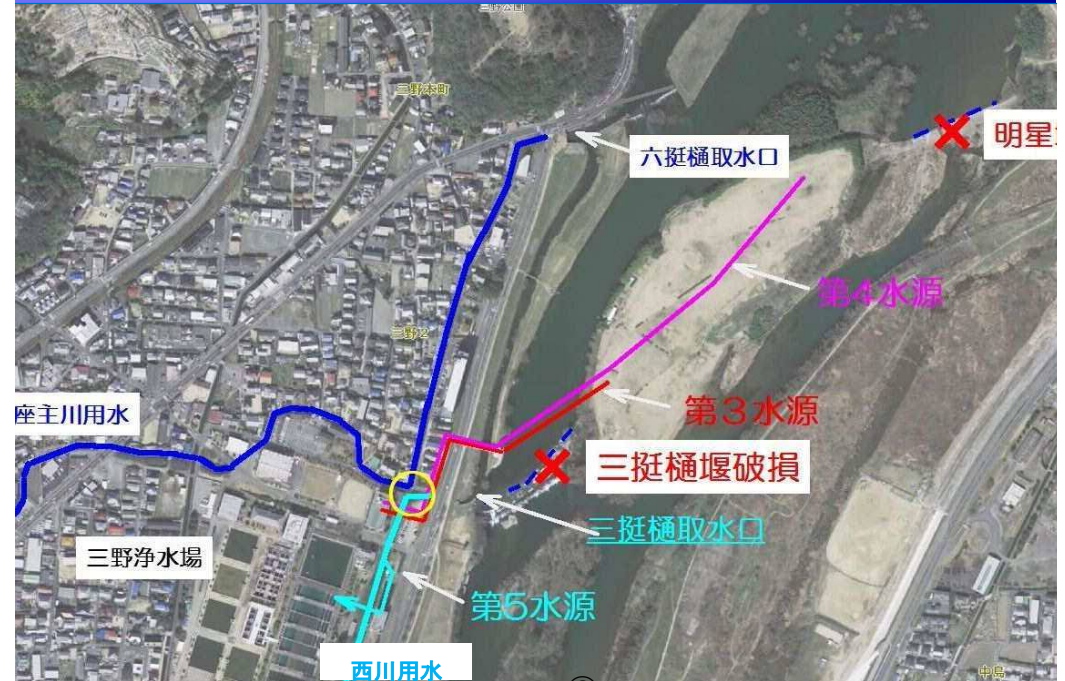 三野公園
三野本町
六挺樋取水口
明星
第4水源
三野2
第3水源
座主川用水
三挺樋堰破損
三挺樋取水口
三野浄水場
第5水源
西川用水
中島